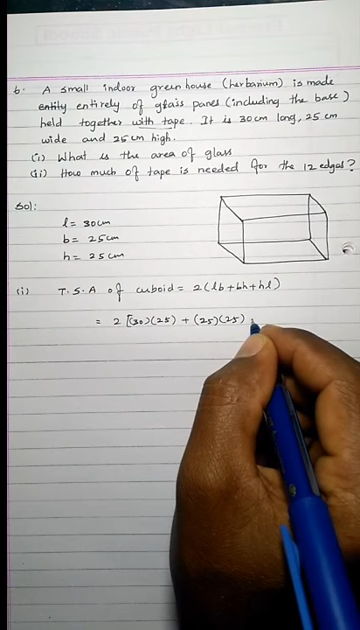 6. A small indoor green house (herbarium) is made
entity entirely of glass panes (including the base)
held together with tape. It is 30cm long, 25 cm
wide and 25 cm high.
(i) What is the area of glass
(ii) How much of tape is needed for the 12 edges?
Sol:
l = 30cm
b = 25cm
h = 25cm
(i) T.S.A of cuboid = 2(lb+bh+hl)
= 2 [(30)(25) + (25)(25)